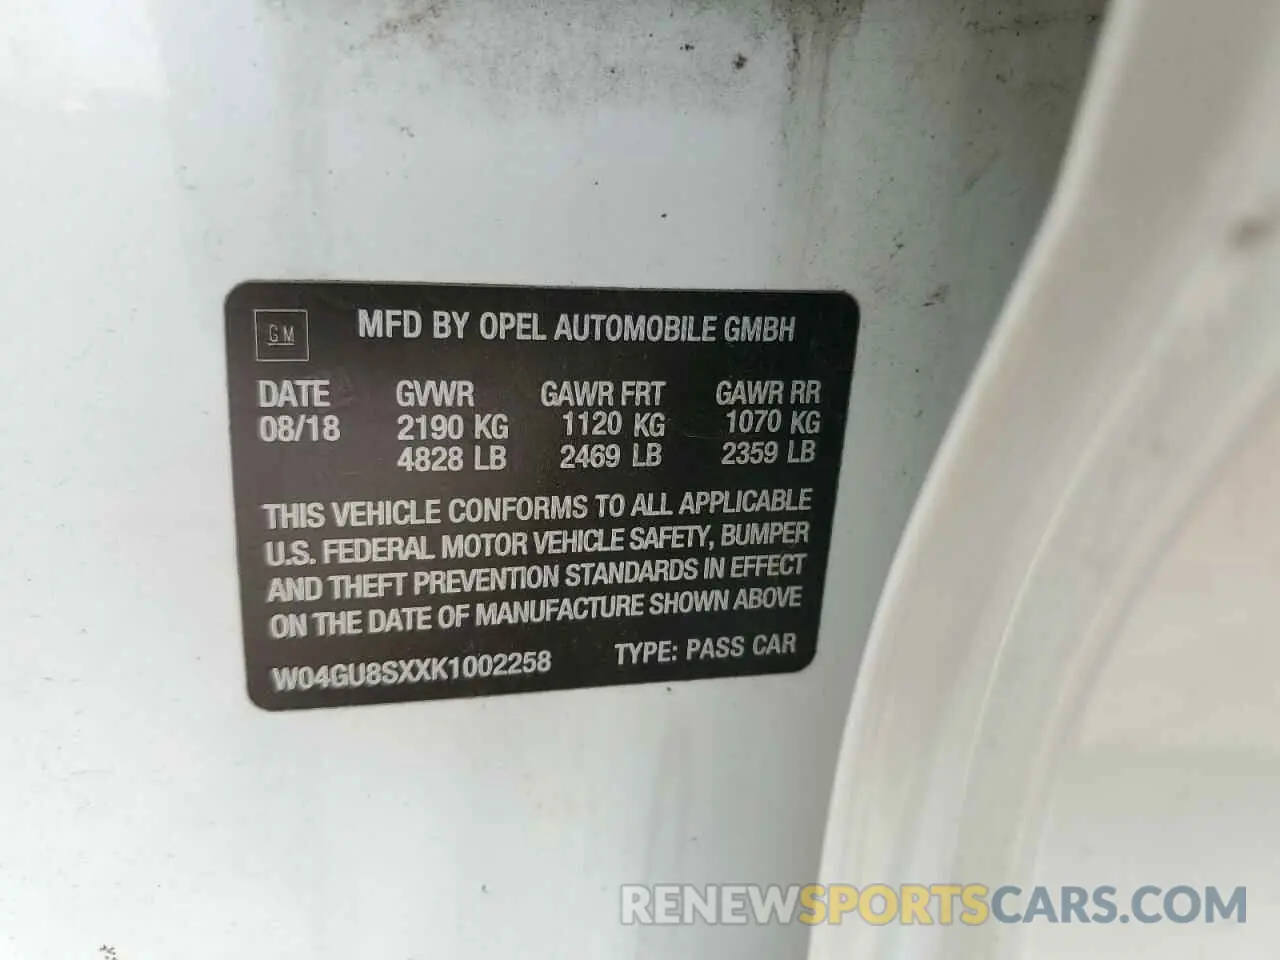 GM
MFD BY OPEL AUTOMOBILE GMBH
DATE GVWR GAWR FRT GAWR RR
08/18 2190 KG 1120 KG 1070 KG
4828 LB 2469 LB 2359 LB
THIS VEHICLE CONFORMS TO ALL APPLICABLE
U.S. FEDERAL MOTOR VEHICLE SAFETY, BUMPER
AND THEFT PREVENTION STANDARDS IN EFFECT
ON THE DATE OF MANUFACTURE SHOWN ABOVE
W04GU8SXXK1002258 TYPE: PASS CAR
RENEWSPORTSCARS.COM